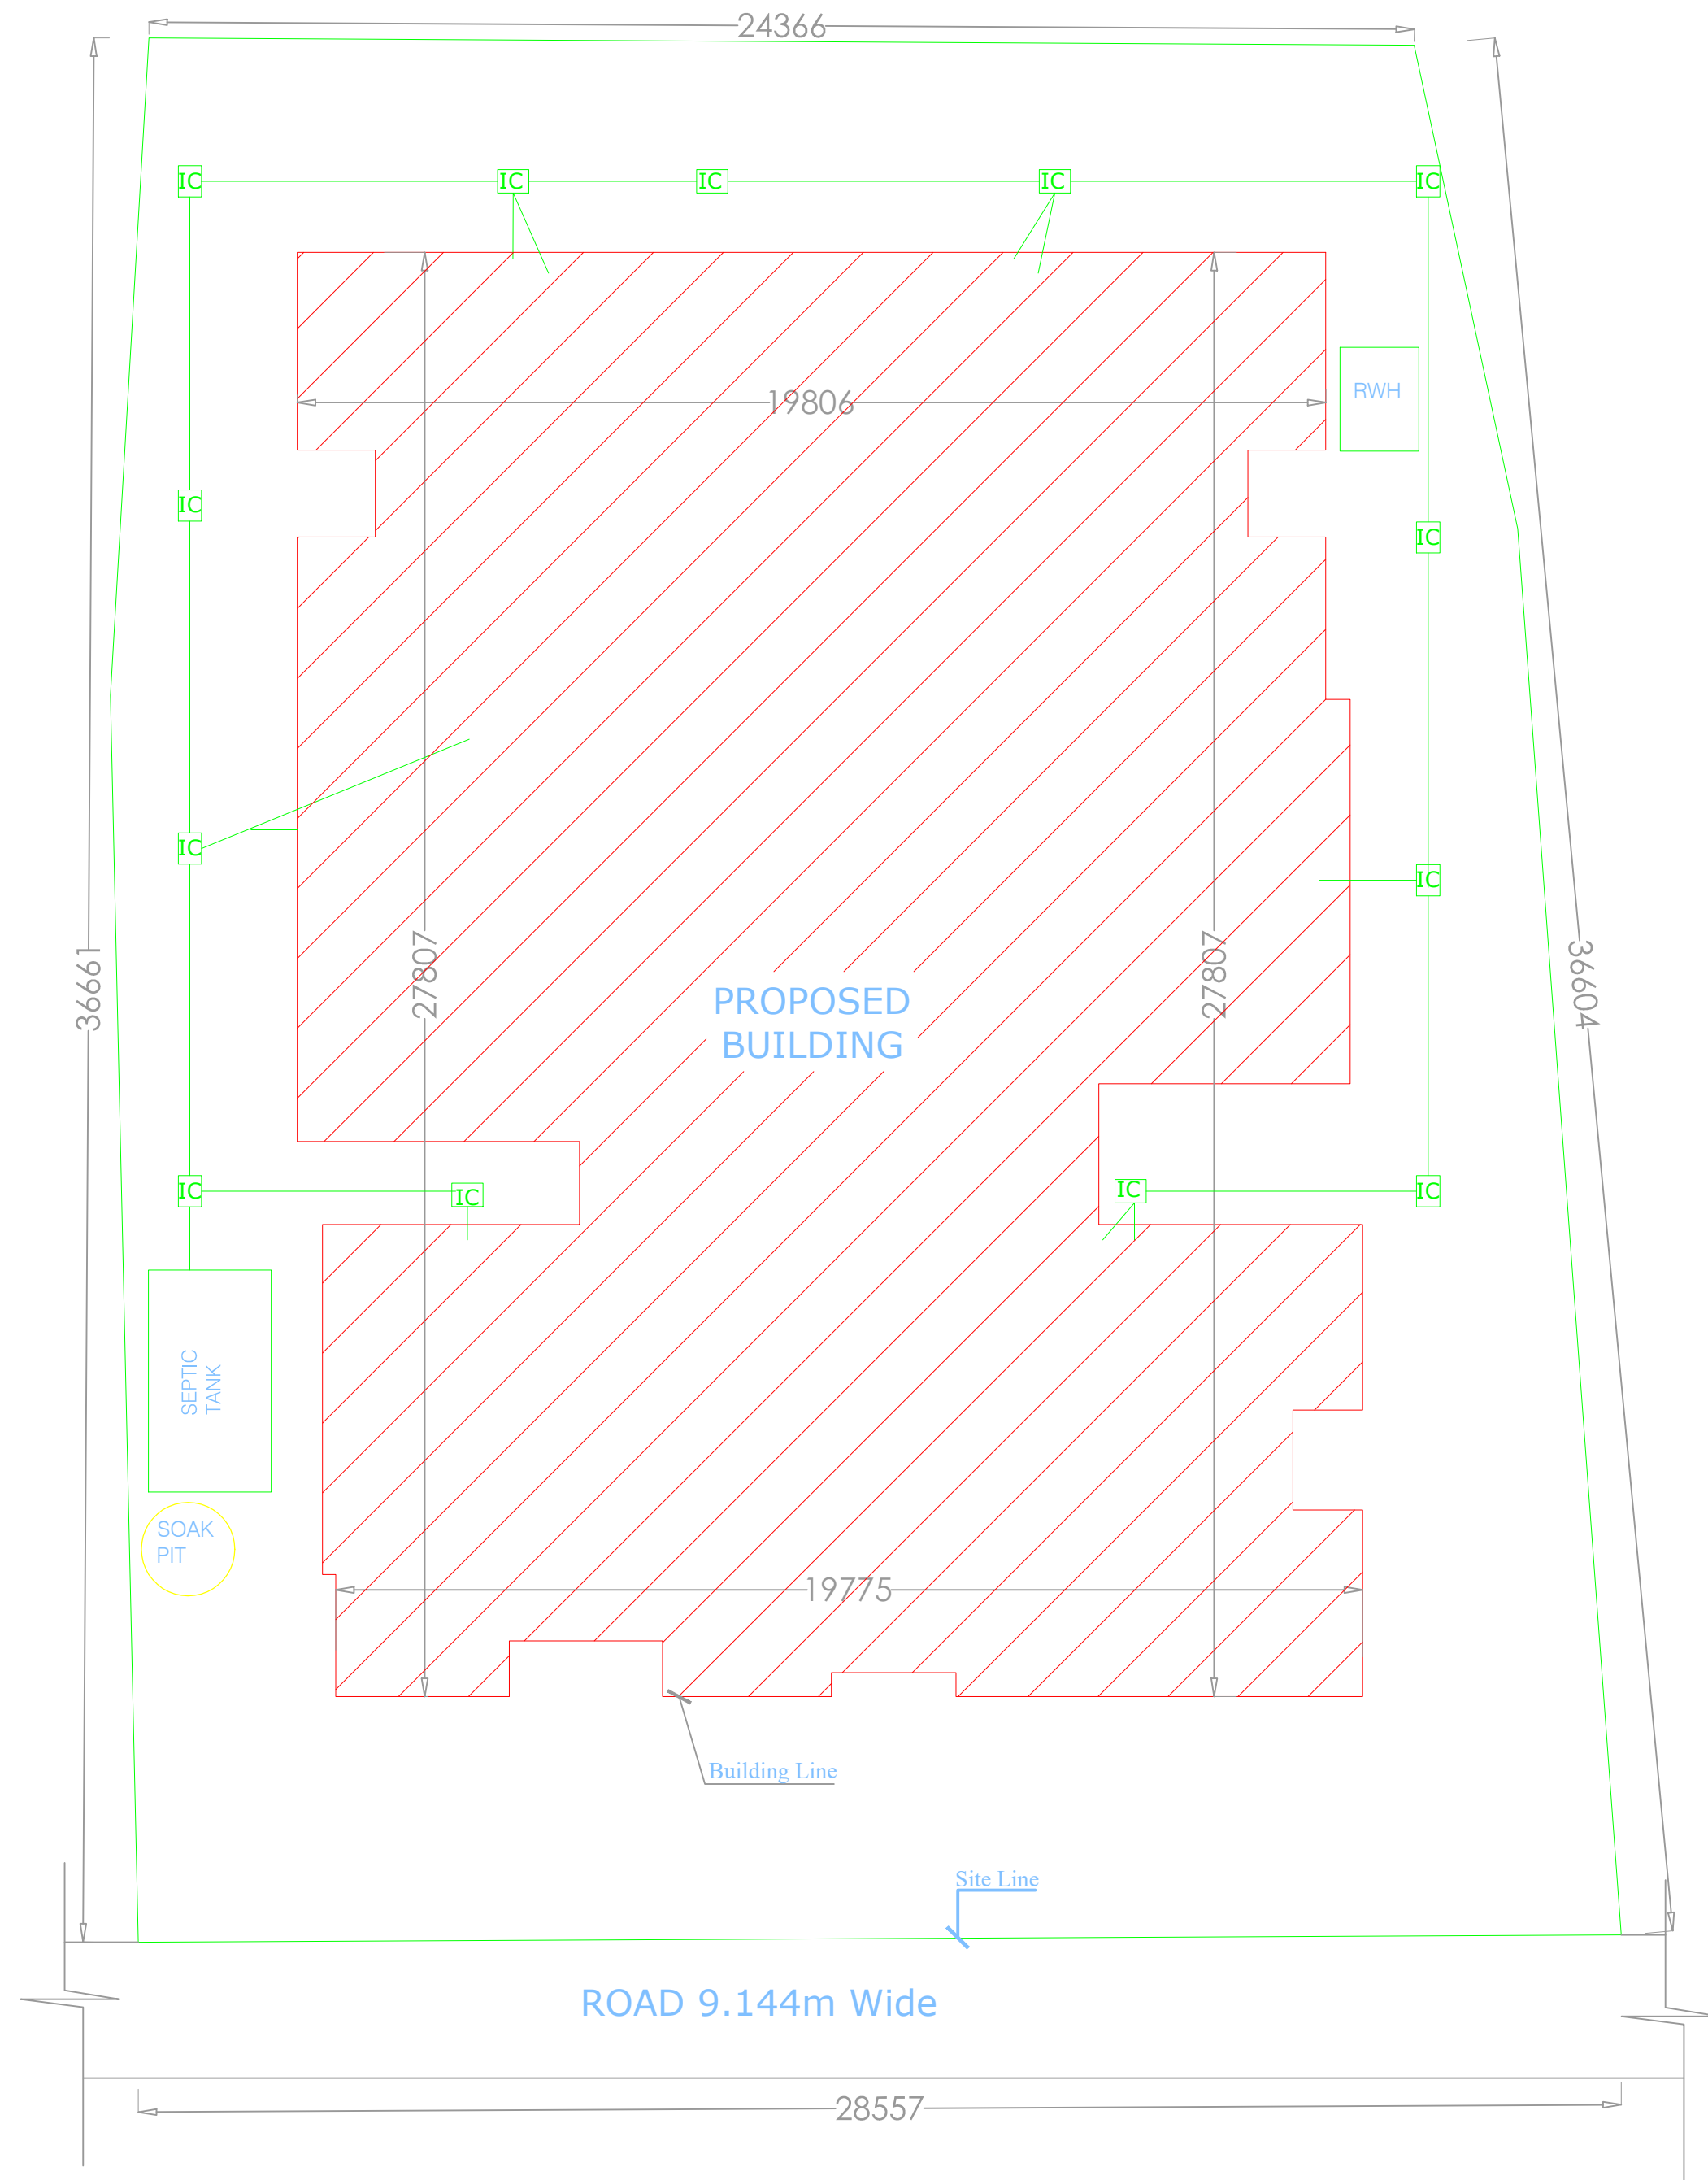 24366
IC
IC
IC
IC
IC
RWH
19806
IC
IC
IC
IC
36661
27807
27807
36604
PROPOSED
BUILDING
IC
IC
IC
IC
SEPTIC
TANK
SOAK
PIT
19775
Building Line
Site Line
ROAD 9.144m Wide
28557